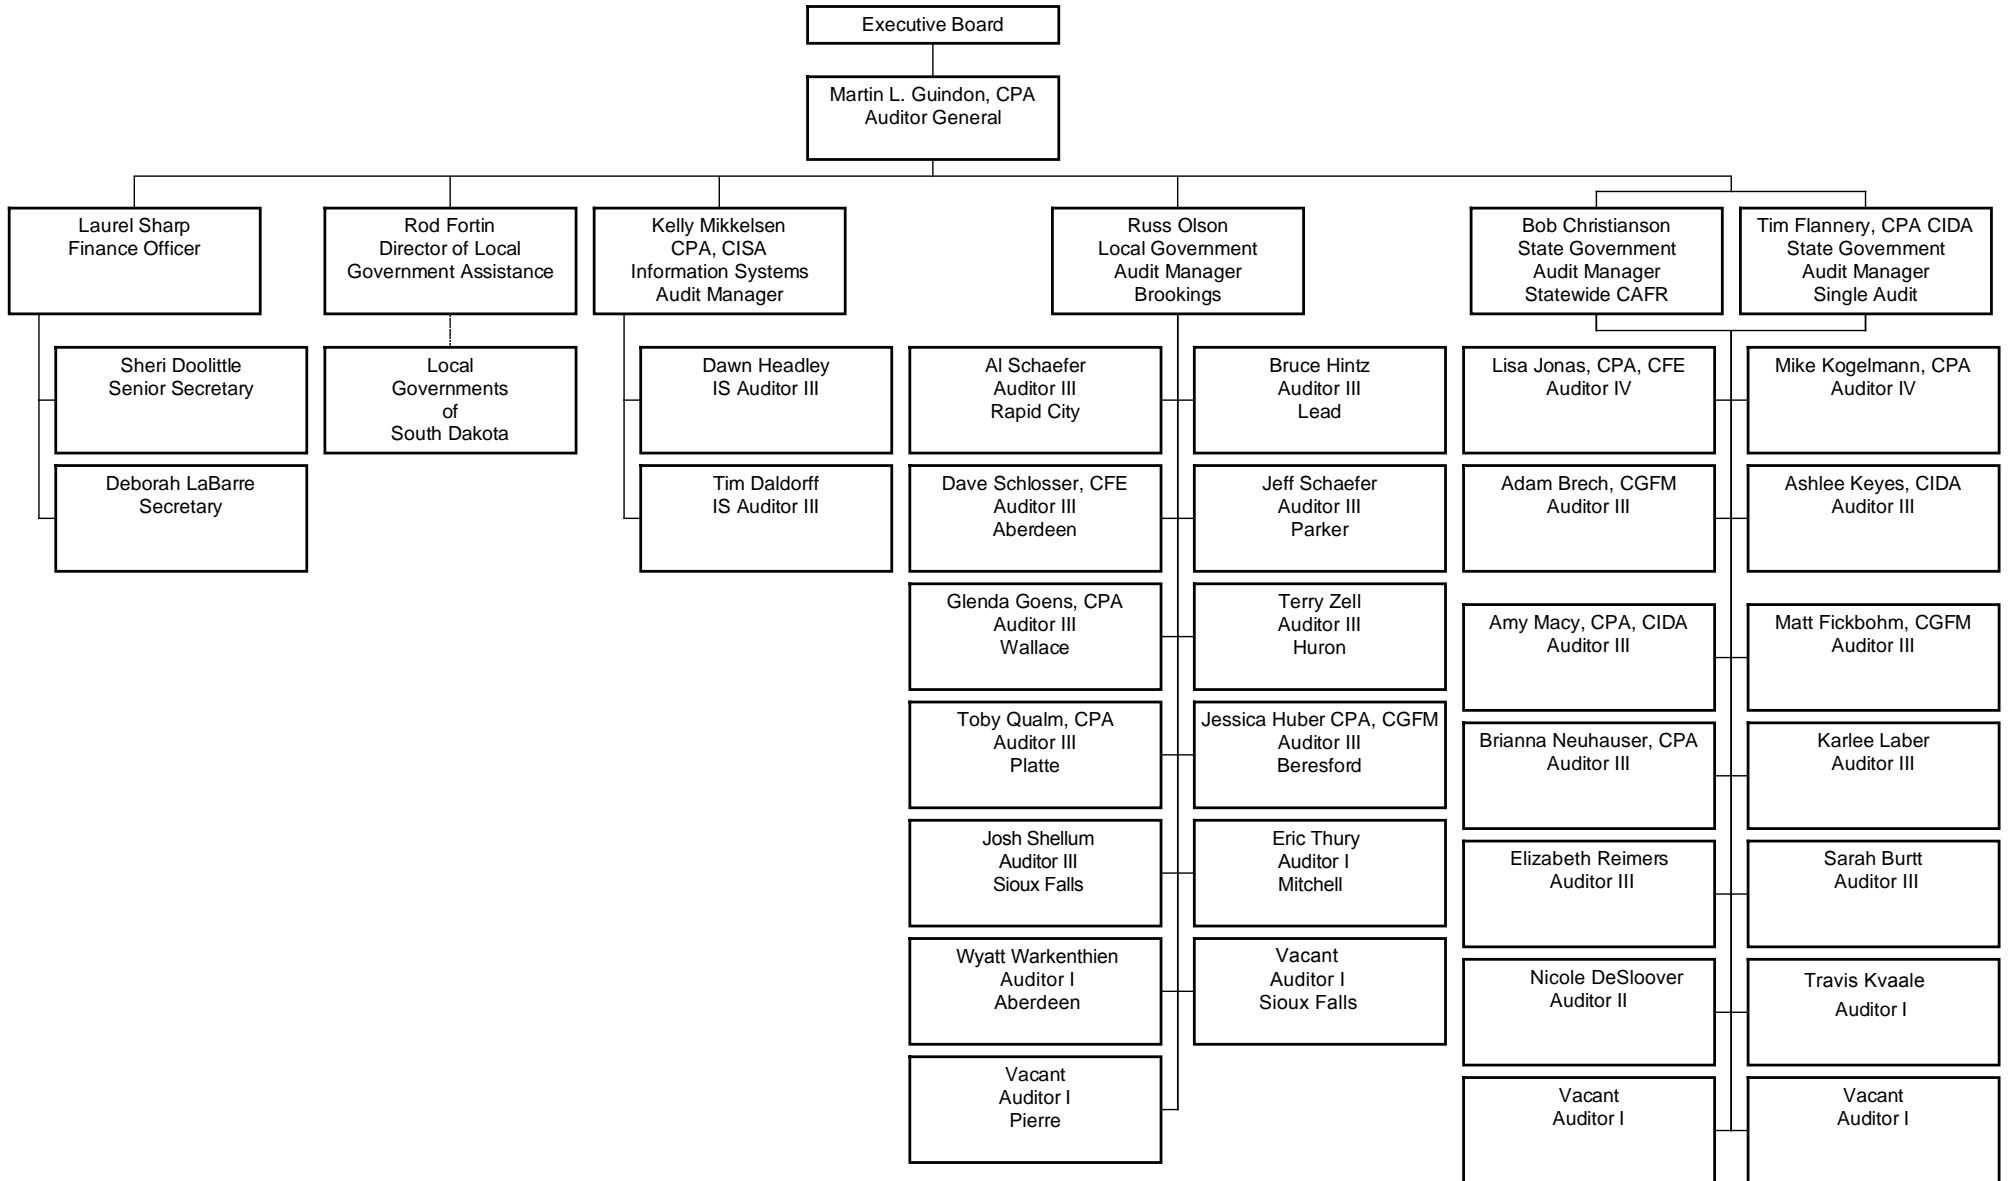 Executive Board
Martin L. Guindon, CPA
Auditor General
Laurel Sharp
Finance Officer
Rod Fortin
Director of Local
Government Assistance
Kelly Mikkelsen
CPA, CISA
Information Systems
Audit Manager
Russ Olson
Local Government
Audit Manager
Brookings
Bob Christianson
State Government
Audit Manager
Statewide CAFR
Tim Flannery, CPA CIDA
State Government
Audit Manager
Single Audit
Sheri Doolittle
Senior Secretary
Local
Governments
of
South Dakota
Dawn Headley
IS Auditor III
Al Schaefer
Auditor III
Rapid City
Bruce Hintz
Auditor III
Lead
Lisa Jonas, CPA, CFE
Auditor IV
Mike Kogelmann, CPA
Auditor IV
Deborah LaBarre
Secretary
Tim Daldorff
IS Auditor III
Dave Schlosser, CFE
Auditor III
Aberdeen
Jeff Schaefer
Auditor III
Parker
Adam Brech, CGFM
Auditor III
Ashlee Keyes, CIDA
Auditor III
Glenda Goens, CPA
Auditor III
Wallace
Terry Zell
Auditor III
Huron
Amy Macy, CPA, CIDA
Auditor III
Matt Fickbohm, CGFM
Auditor III
Toby Qualm, CPA
Auditor III
Platte
Jessica Huber CPA, CGFM
Auditor III
Beresford
Brianna Neuhauser, CPA
Auditor III
Karlee Laber
Auditor III
Josh Shellum
Auditor III
Sioux Falls
Eric Thury
Auditor I
Mitchell
Elizabeth Reimers
Auditor III
Sarah Burtt
Auditor III
Wyatt Warkenthien
Auditor I
Aberdeen
Vacant
Auditor I
Sioux Falls
Nicole DeSloover
Auditor II
Travis Kvaale
Auditor I
Vacant
Auditor I
Pierre
Vacant
Auditor I
Vacant
Auditor I